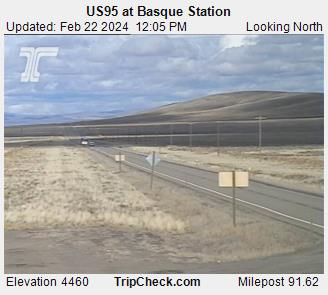 US95 at Basque Station
Updated: Feb 22 2024 12:05 PM Looking North
Elevation 4460 TripCheck.com Milepost 91.62